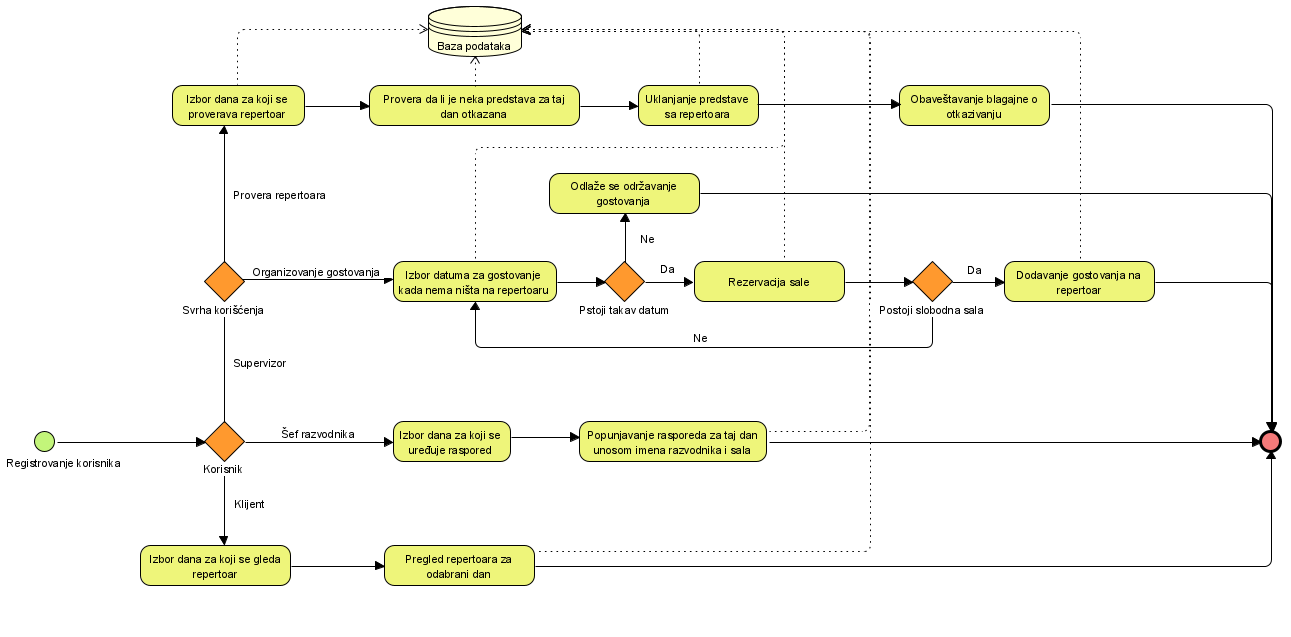 Baza podataka
Izbor dana za koji se
proverava repertoar
Provera da li je neka predstava za taj
dan otkazana
Uklanjanje predstave
sa repertoara
Obaveštavanje blagajne o
otkazivanju
Provera repertoara
Odlaže se održavanje
gostovanja
Ne
Organizovanje gostovanja
Izbor datuma za gostovanje
kada nema ništa na repertoaru
Da
Rezervacija sale
Da
Dodavanje gostovanja na
repertoar
Svrha korišćenja
Pstoji takav datum
Postoji slobodna sala
Ne
Supervizor
Šef razvodnika
Izbor dana za koji se
uređuje raspored
Popunjavanje rasporeda za taj dan
unosom imena razvodnika i sala
Registrovanje korisnika
Korisnik
Klijent
Izbor dana za koji se gleda
repertoar
Pregled repertoara za
odabrani dan